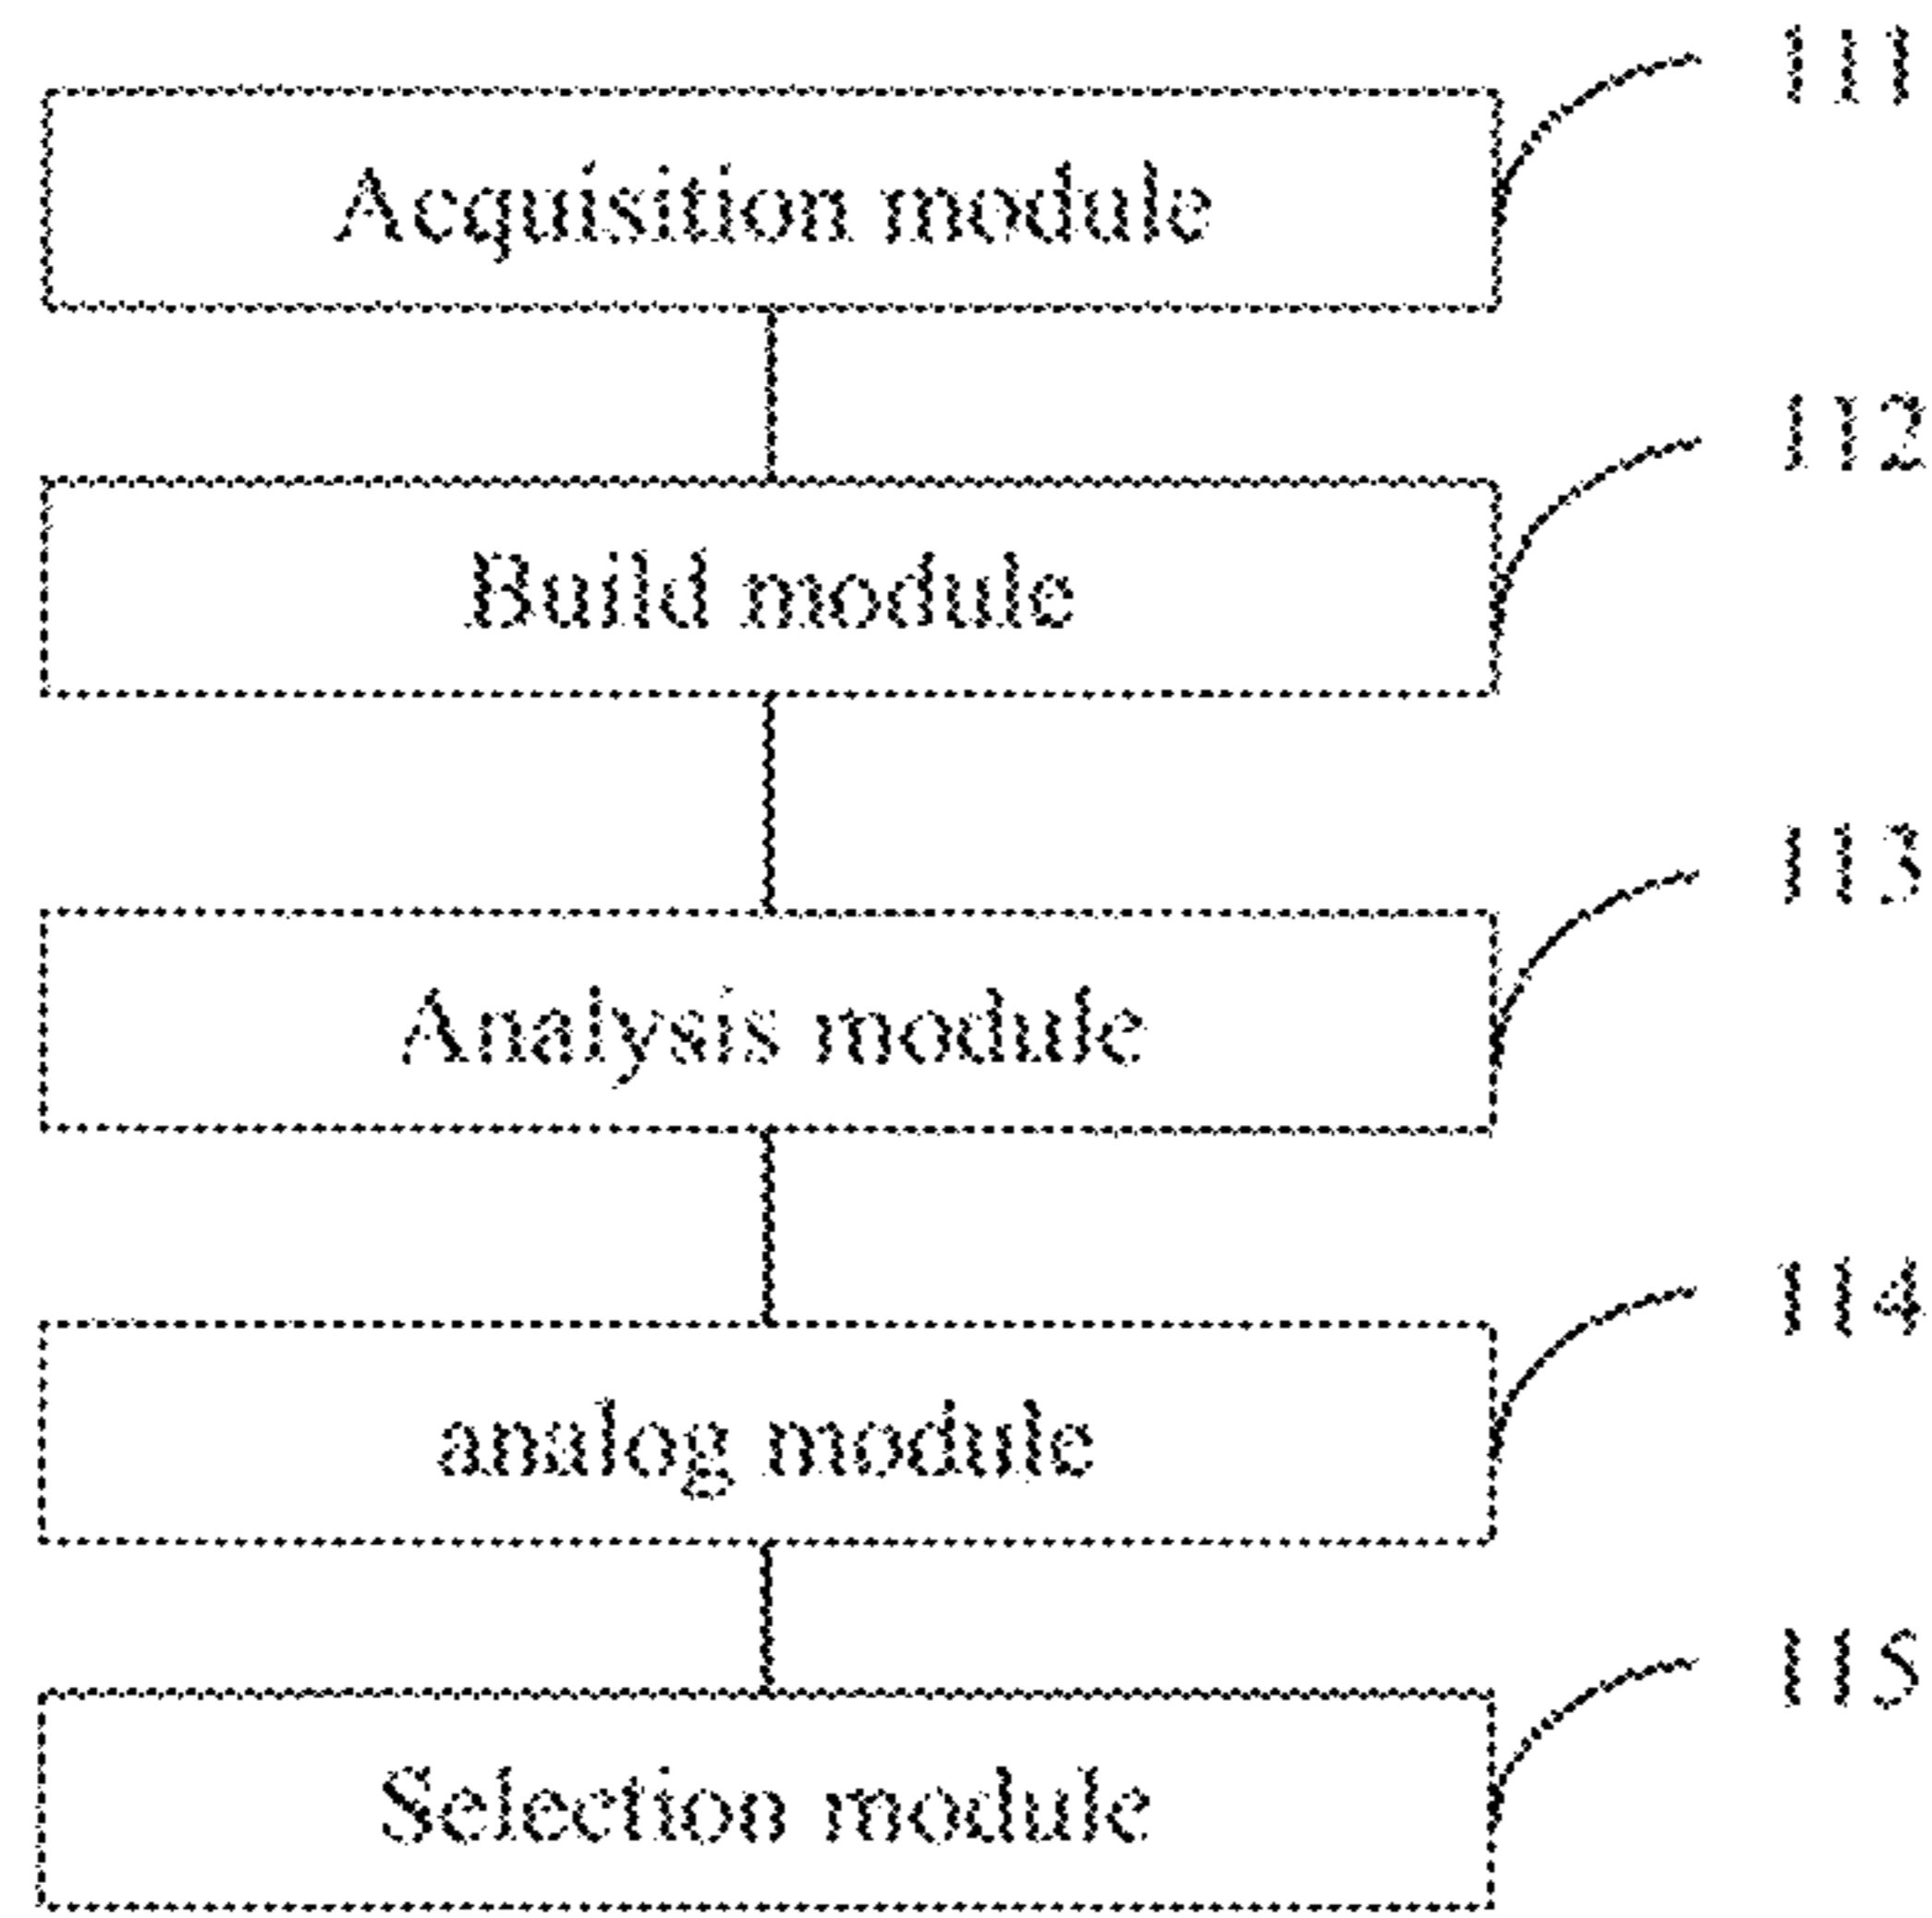 111
Acquisition module
112
Build module
113
Analysis module
114
analog module
115
Selection module